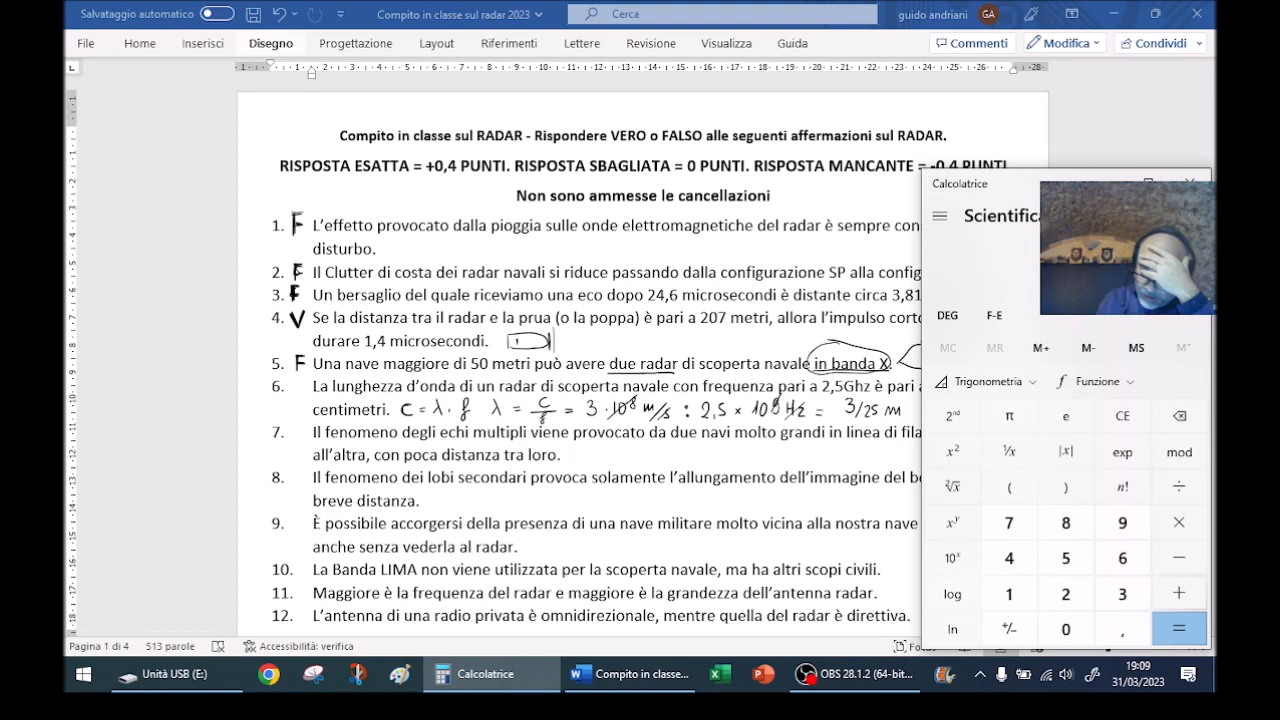 Salvataggio automatico
Compito in classe sul radar 2023
Cerca
guido andriani
GA
File Home Inserisci Disegno Progettazione Layout Riferimenti Lettere Revisione Visualizza Guida
Commenti Modifica Condividi
Compito in classe sul RADAR - Rispondere VERO o FALSO alle seguenti affermazioni sul RADAR.
RISPOSTA ESATTA = +0,4 PUNTI. RISPOSTA SBAGLIATA = 0 PUNTI. RISPOSTA MANCANTE = -0,4 PUNTI
Non sono ammesse le cancellazioni
1. F L'effetto provocato dalla pioggia sulle onde elettromagnetiche del radar è sempre con
disturbo.
2. F Il Clutter di costa dei radar navali si riduce passando dalla configurazione SP alla config
3. F Un bersaglio del quale riceviamo una eco dopo 24,6 microsecondi è distante circa 3,81
4. V Se la distanza tra il radar e la prua (o la poppa) è pari a 207 metri, allora l'impulso corto
durare 1,4 microsecondi.
5. F Una nave maggiore di 50 metri può avere due radar di scoperta navale in banda X.
6. La lunghezza d'onda di un radar di scoperta navale con frequenza pari a 2,5Ghz è pari a
centimetri. C = λ · f λ = C/f = 3 · 10⁸ m/s : 2,5 × 10⁹ Hz = 3/25 m
7. Il fenomeno degli echi multipli viene provocato da due navi molto grandi in linea di fila
all'altra, con poca distanza tra loro.
8. Il fenomeno dei lobi secondari provoca solamente l'allungamento dell'immagine del be
breve distanza.
9. È possibile accorgersi della presenza di una nave militare molto vicina alla nostra nave
anche senza vederla al radar.
10. La Banda LIMA non viene utilizzata per la scoperta navale, ma ha altri scopi civili.
11. Maggiore è la frequenza del radar e maggiore è la grandezza dell'antenna radar.
12. L'antenna di una radio privata è omnidirezionale, mentre quella del radar è direttiva.
Calcolatrice
Scientifica
DEG F-E
MC MR M+ M- MS M˅
Trigonometria Funzione
2ⁿᵈ π e CE
x² ¹/x |x| exp mod
²√x ( ) n! ÷
xʸ 7 8 9 ×
10ˣ 4 5 6 −
log 1 2 3 +
ln +/− 0 , =
Pagina 1 di 4 513 parole Accessibilità: verifica
Unità USB (E:)
Calcolatrice
Compito in classe...
OBS 28.1.2 (64-bit...
19:09
31/03/2023